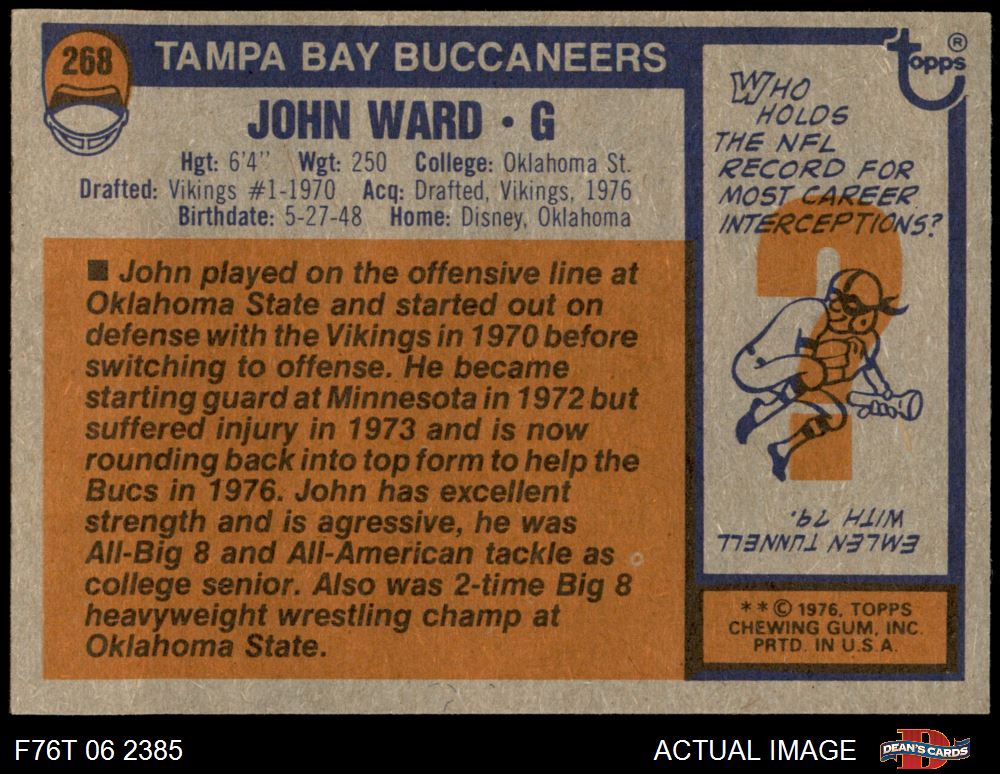 268
TAMPA BAY BUCCANEERS
JOHN WARD • G
Hgt: 6'4" Wgt: 250 College: Oklahoma St.
Drafted: Vikings #1-1970 Acq: Drafted, Vikings, 1976
Birthdate: 5-27-48 Home: Disney, Oklahoma
■ John played on the offensive line at
Oklahoma State and started out on
defense with the Vikings in 1970 before
switching to offense. He became
starting guard at Minnesota in 1972 but
suffered injury in 1973 and is now
rounding back into top form to help the
Bucs in 1976. John has excellent
strength and is agressive, he was
All-Big 8 and All-American tackle as
college senior. Also was 2-time Big 8
heavyweight wrestling champ at
Oklahoma State.
topps®
WHO
HOLDS
THE NFL
RECORD FOR
MOST CAREER
INTERCEPTIONS?
?
EMLEN TUNNELL
WITH 79.
**© 1976, TOPPS
CHEWING GUM, INC.
PRTD. IN U.S.A.
F76T 06 2385
ACTUAL IMAGE
DEAN'S CARDS